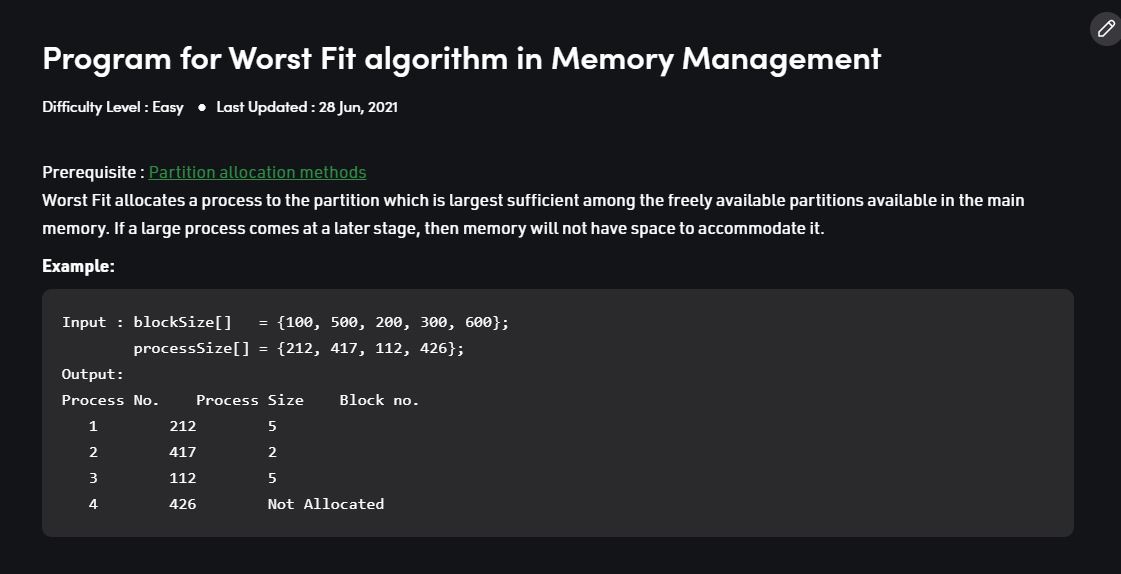 Program for Worst Fit algorithm in Memory Management
Difficulty Level : Easy ● Last Updated : 28 Jun, 2021
Prerequisite : Partition allocation methods
Worst Fit allocates a process to the partition which is largest sufficient among the freely available partitions available in the main
memory. If a large process comes at a later stage, then memory will not have space to accommodate it.
Example:
Input : blockSize[]   = {100, 500, 200, 300, 600};
        processSize[] = {212, 417, 112, 426};
Output:
Process No.    Process Size    Block no.
   1        212        5
   2        417        2
   3        112        5
   4        426        Not Allocated